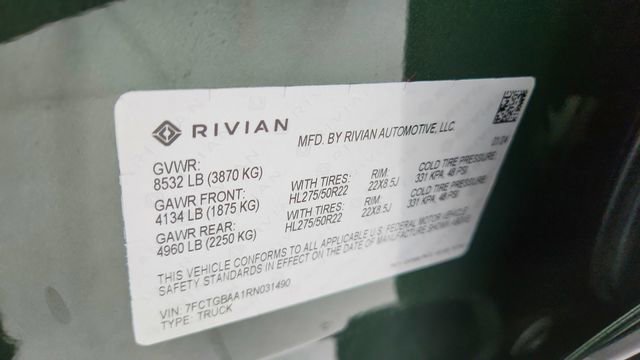 RIVIAN
MFD. BY RIVIAN AUTOMOTIVE, LLC.
01/24
GVWR:
8532 LB (3870 KG)
GAWR FRONT: WITH TIRES: RIM: COLD TIRE PRESSURE:
4134 LB (1875 KG) HL275/50R22 22X8.5J 331 KPA, 48 PSI
GAWR REAR: WITH TIRES: RIM: COLD TIRE PRESSURE:
4960 LB (2250 KG) HL275/50R22 22X8.5J 331 KPA, 48 PSI
THIS VEHICLE CONFORMS TO ALL APPLICABLE U.S. FEDERAL MOTOR VEHICLE
SAFETY STANDARDS IN EFFECT ON THE DATE OF MANUFACTURE SHOWN ABOVE.
VIN: 7FCTGBAA1RN031490
TYPE: TRUCK